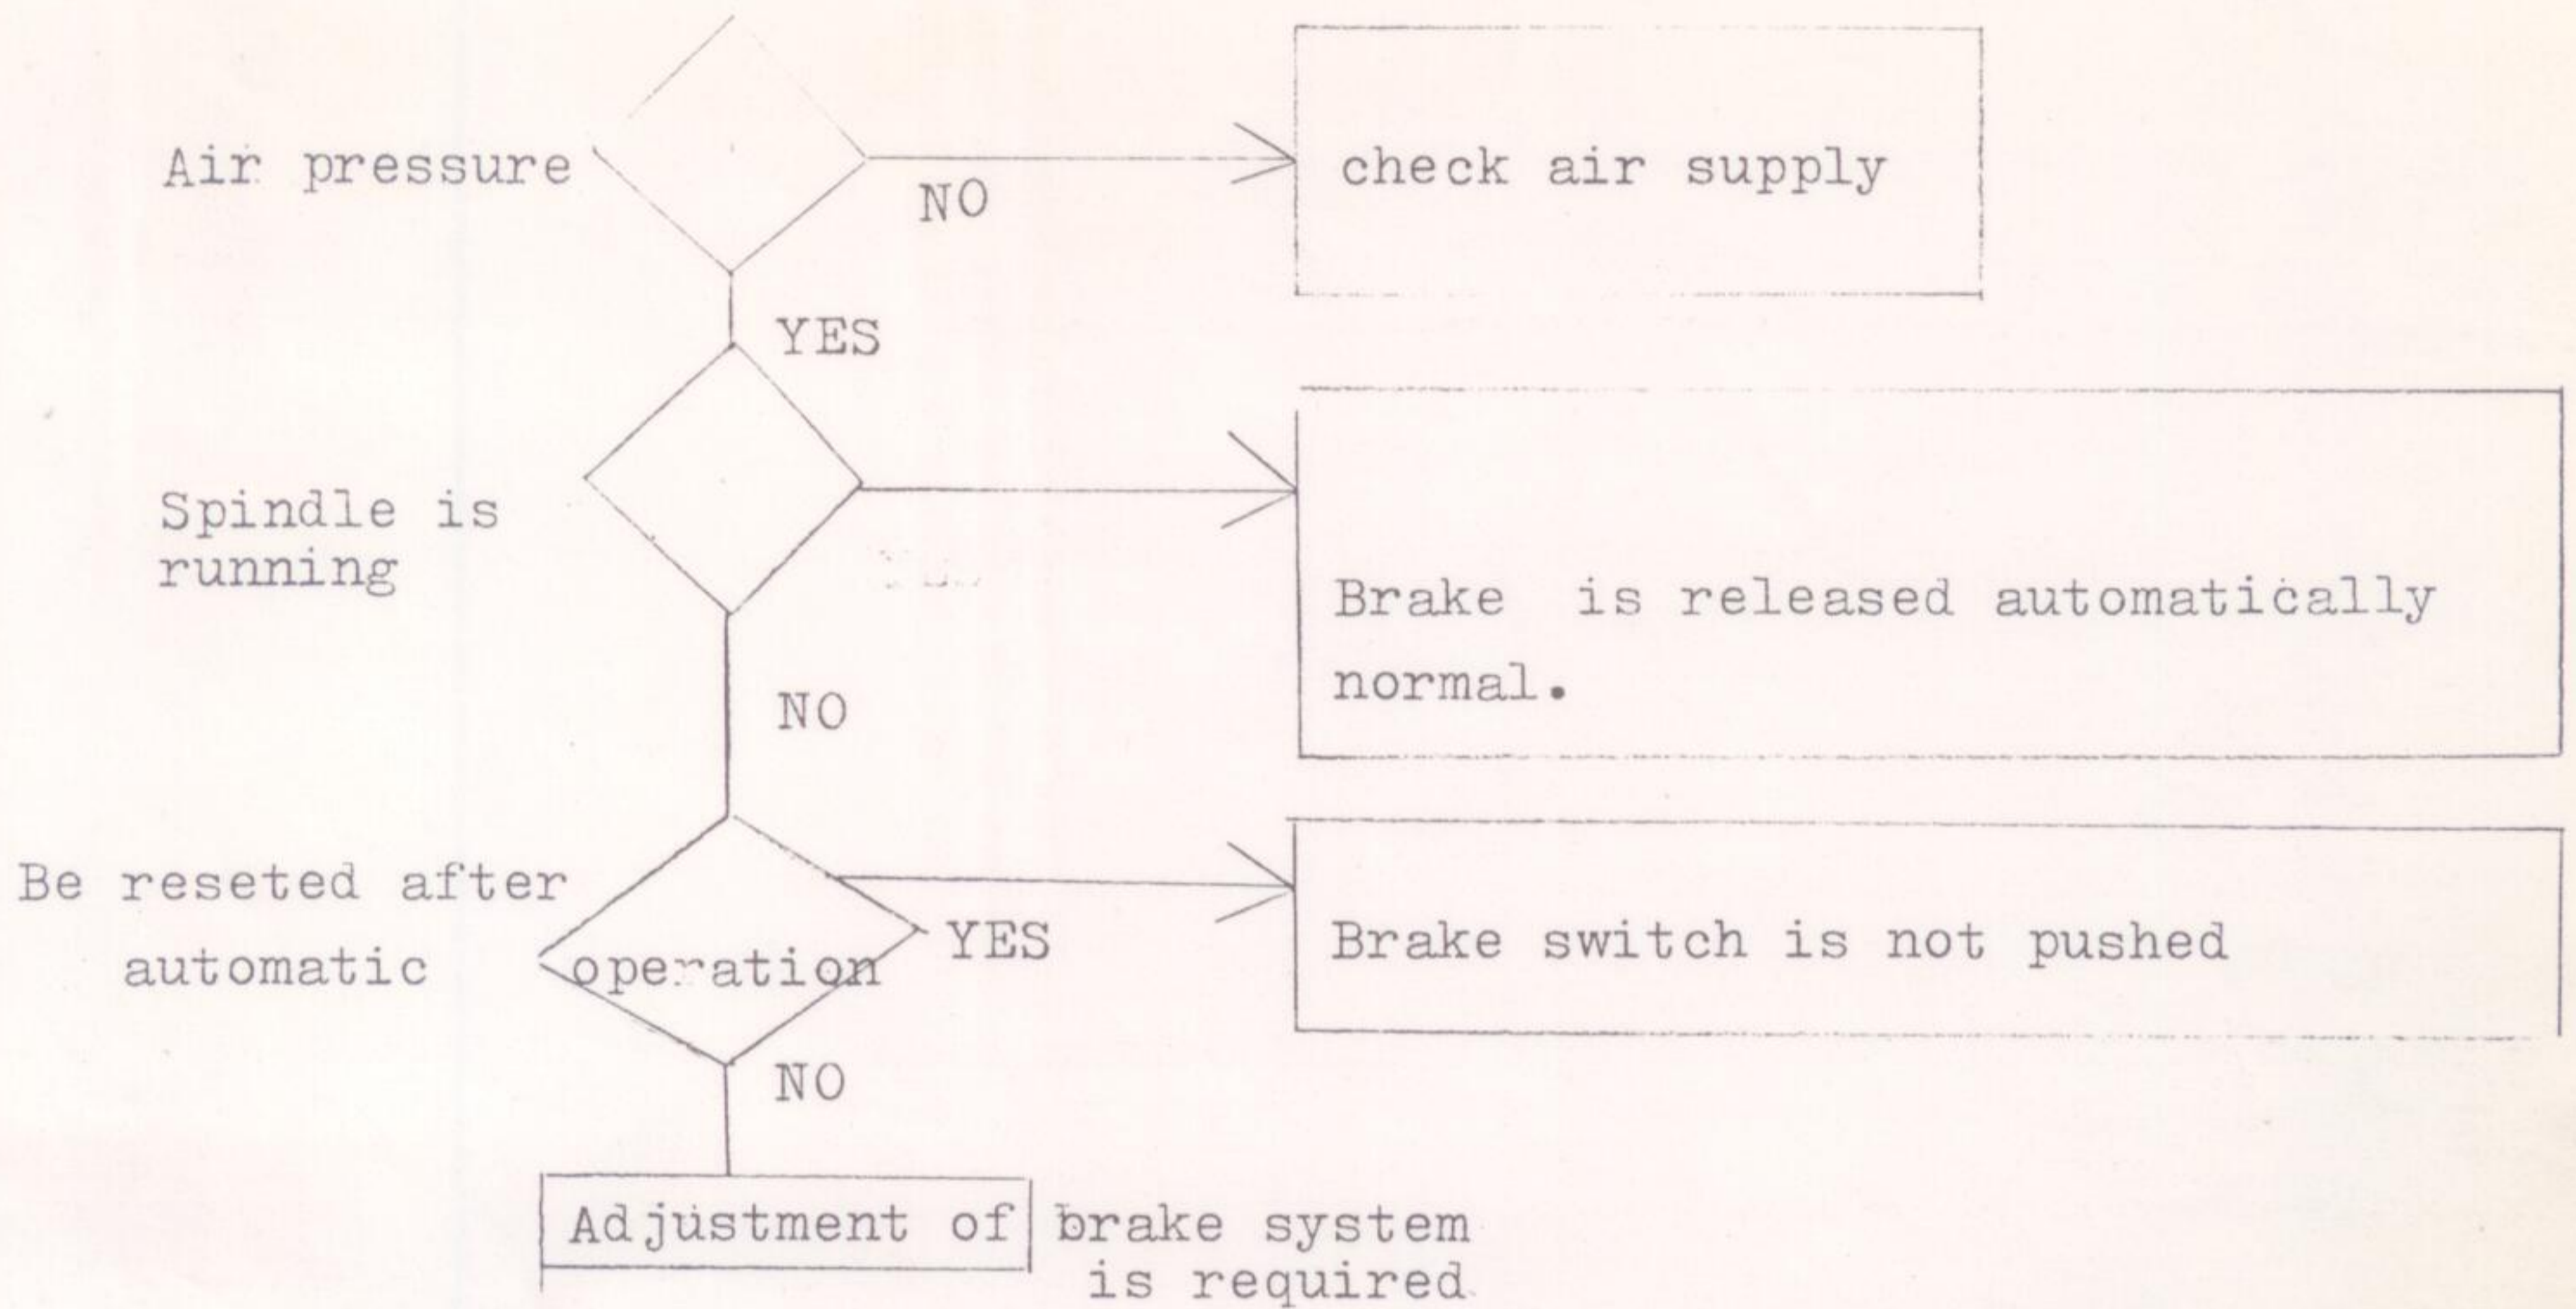 Air pressure
NO
check air supply
YES
Spindle is
running
Brake is released automatically
normal.
NO
Be reseted after
automatic operation
YES
Brake switch is not pushed
NO
Adjustment of brake system
is required